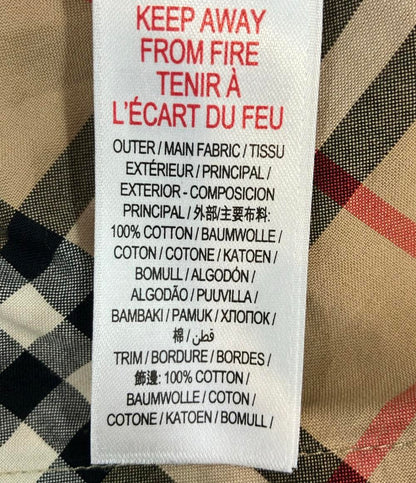 KEEP AWAY
FROM FIRE
TENIR À
L'ÉCART DU FEU
OUTER / MAIN FABRIC / TISSU
EXTÉRIEUR / PRINCIPAL /
EXTERIOR - COMPOSICION
PRINCIPAL / 外部/主要布料:
100% COTTON / BAUMWOLLE /
COTON / COTONE / KATOEN /
BOMULL / ALGODÓN /
ALGODÃO / PUUVILLA /
BAMBAKI / PAMUK / ХЛОПОК /
棉 / قطن /
TRIM / BORDURE / BORDES /
飾邊: 100% COTTON /
BAUMWOLLE / COTON /
COTONE / KATOEN / BOMULL /